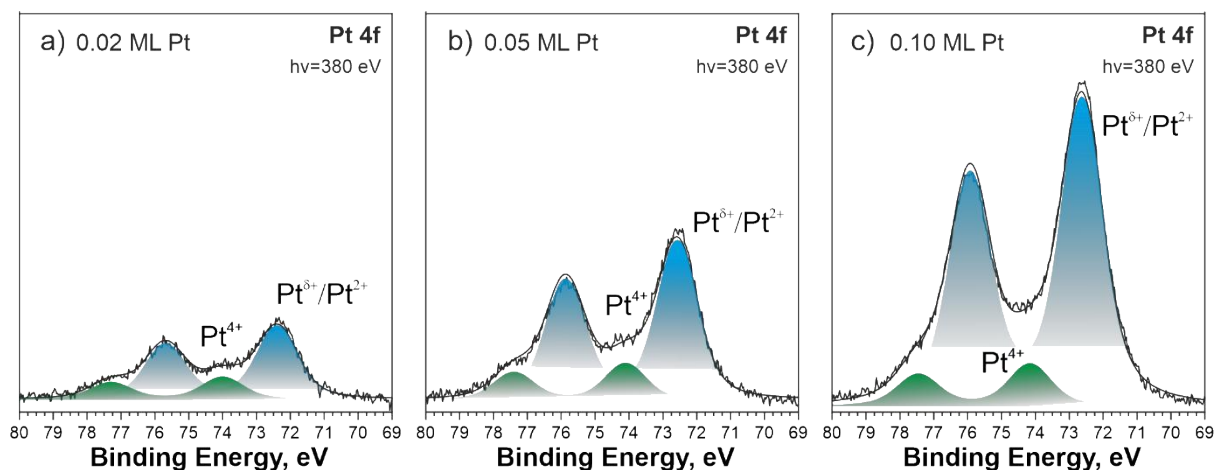 a) 0.02 ML Pt
Pt 4f
hν=380 eV
Pt⁴⁺
Ptᵟ⁺/Pt²⁺
80 79 78 77 76 75 74 73 72 71 70 69
Binding Energy, eV
b) 0.05 ML Pt
Pt 4f
hν=380 eV
Pt⁴⁺
Ptᵟ⁺/Pt²⁺
80 79 78 77 76 75 74 73 72 71 70 69
Binding Energy, eV
c) 0.10 ML Pt
Pt 4f
hν=380 eV
Ptᵟ⁺/Pt²⁺
Pt⁴⁺
80 79 78 77 76 75 74 73 72 71 70 69
Binding Energy, eV